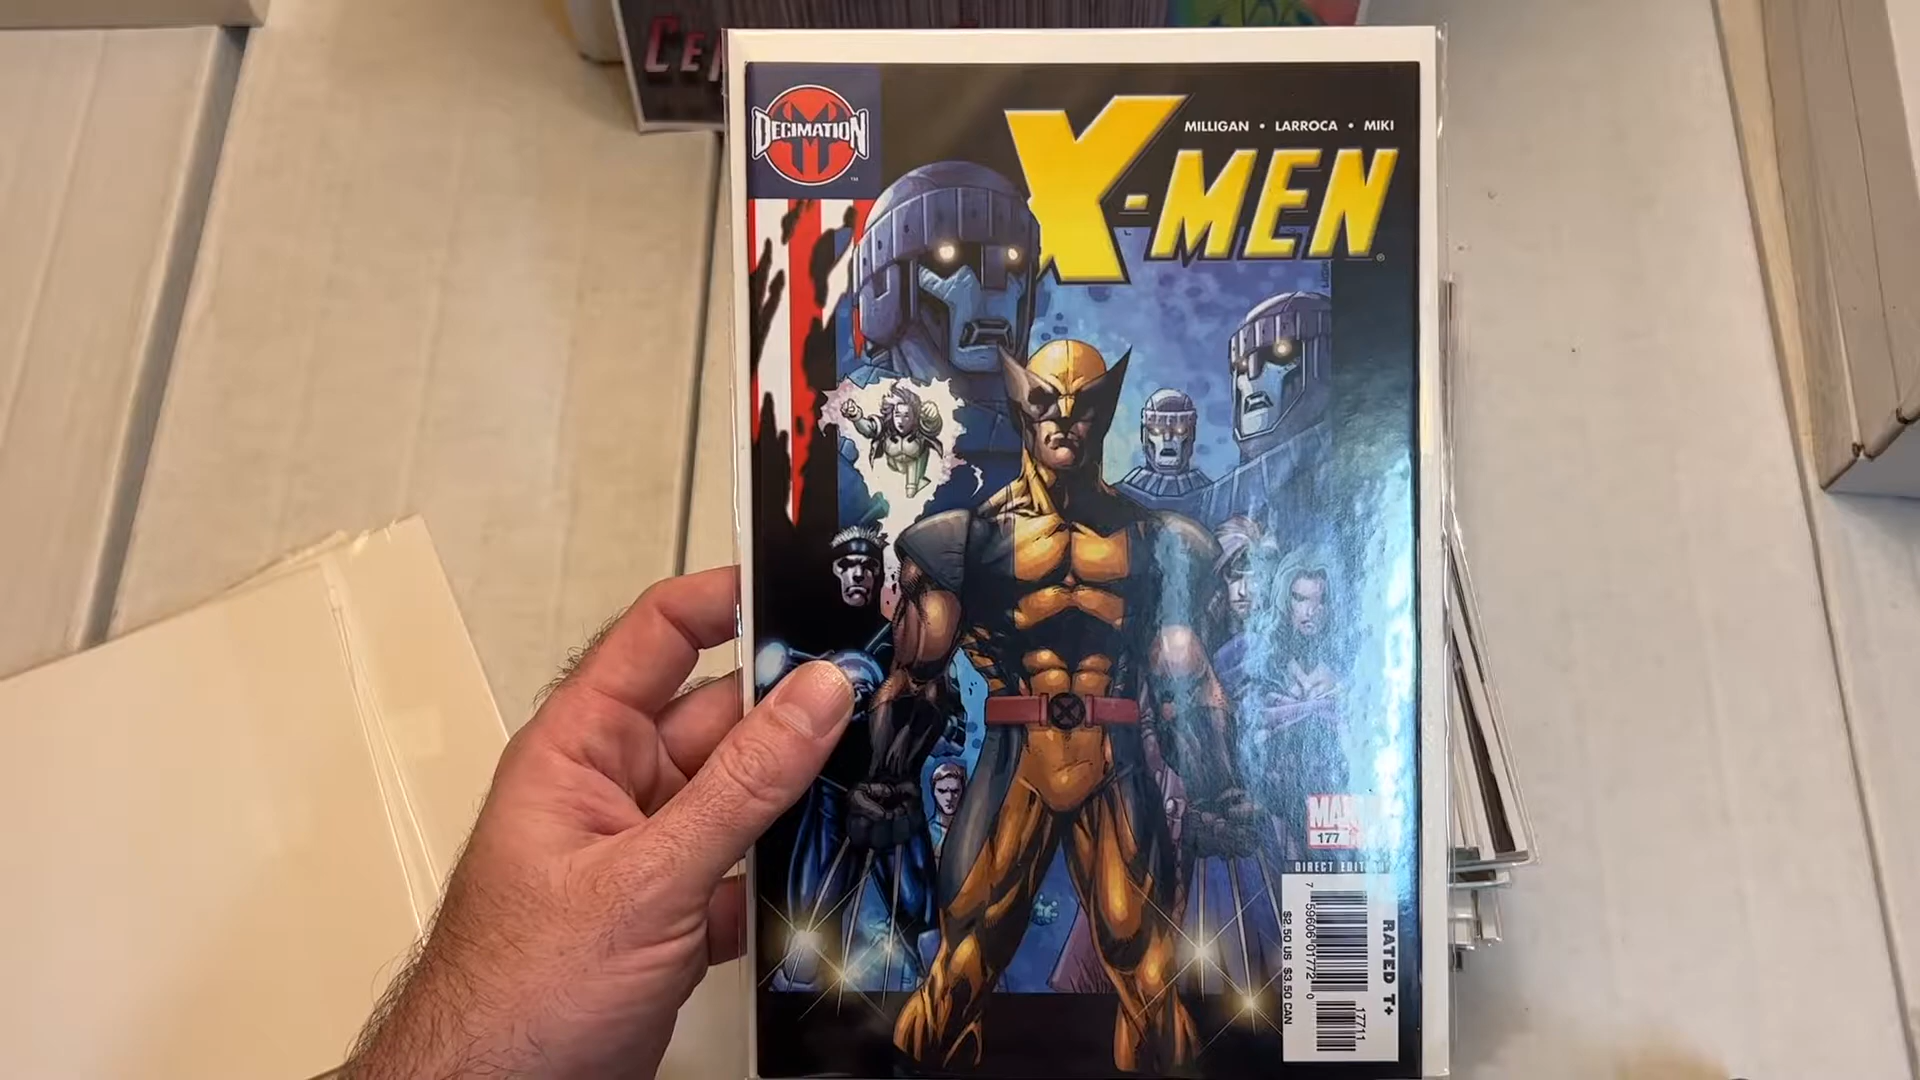 DECIMATION
TM
MILLIGAN • LARROCA • MIKI
X-MEN
177
DIRECT
RATED T+
$2.50 US $3.50 CAN
7 59606 01772 0
17711